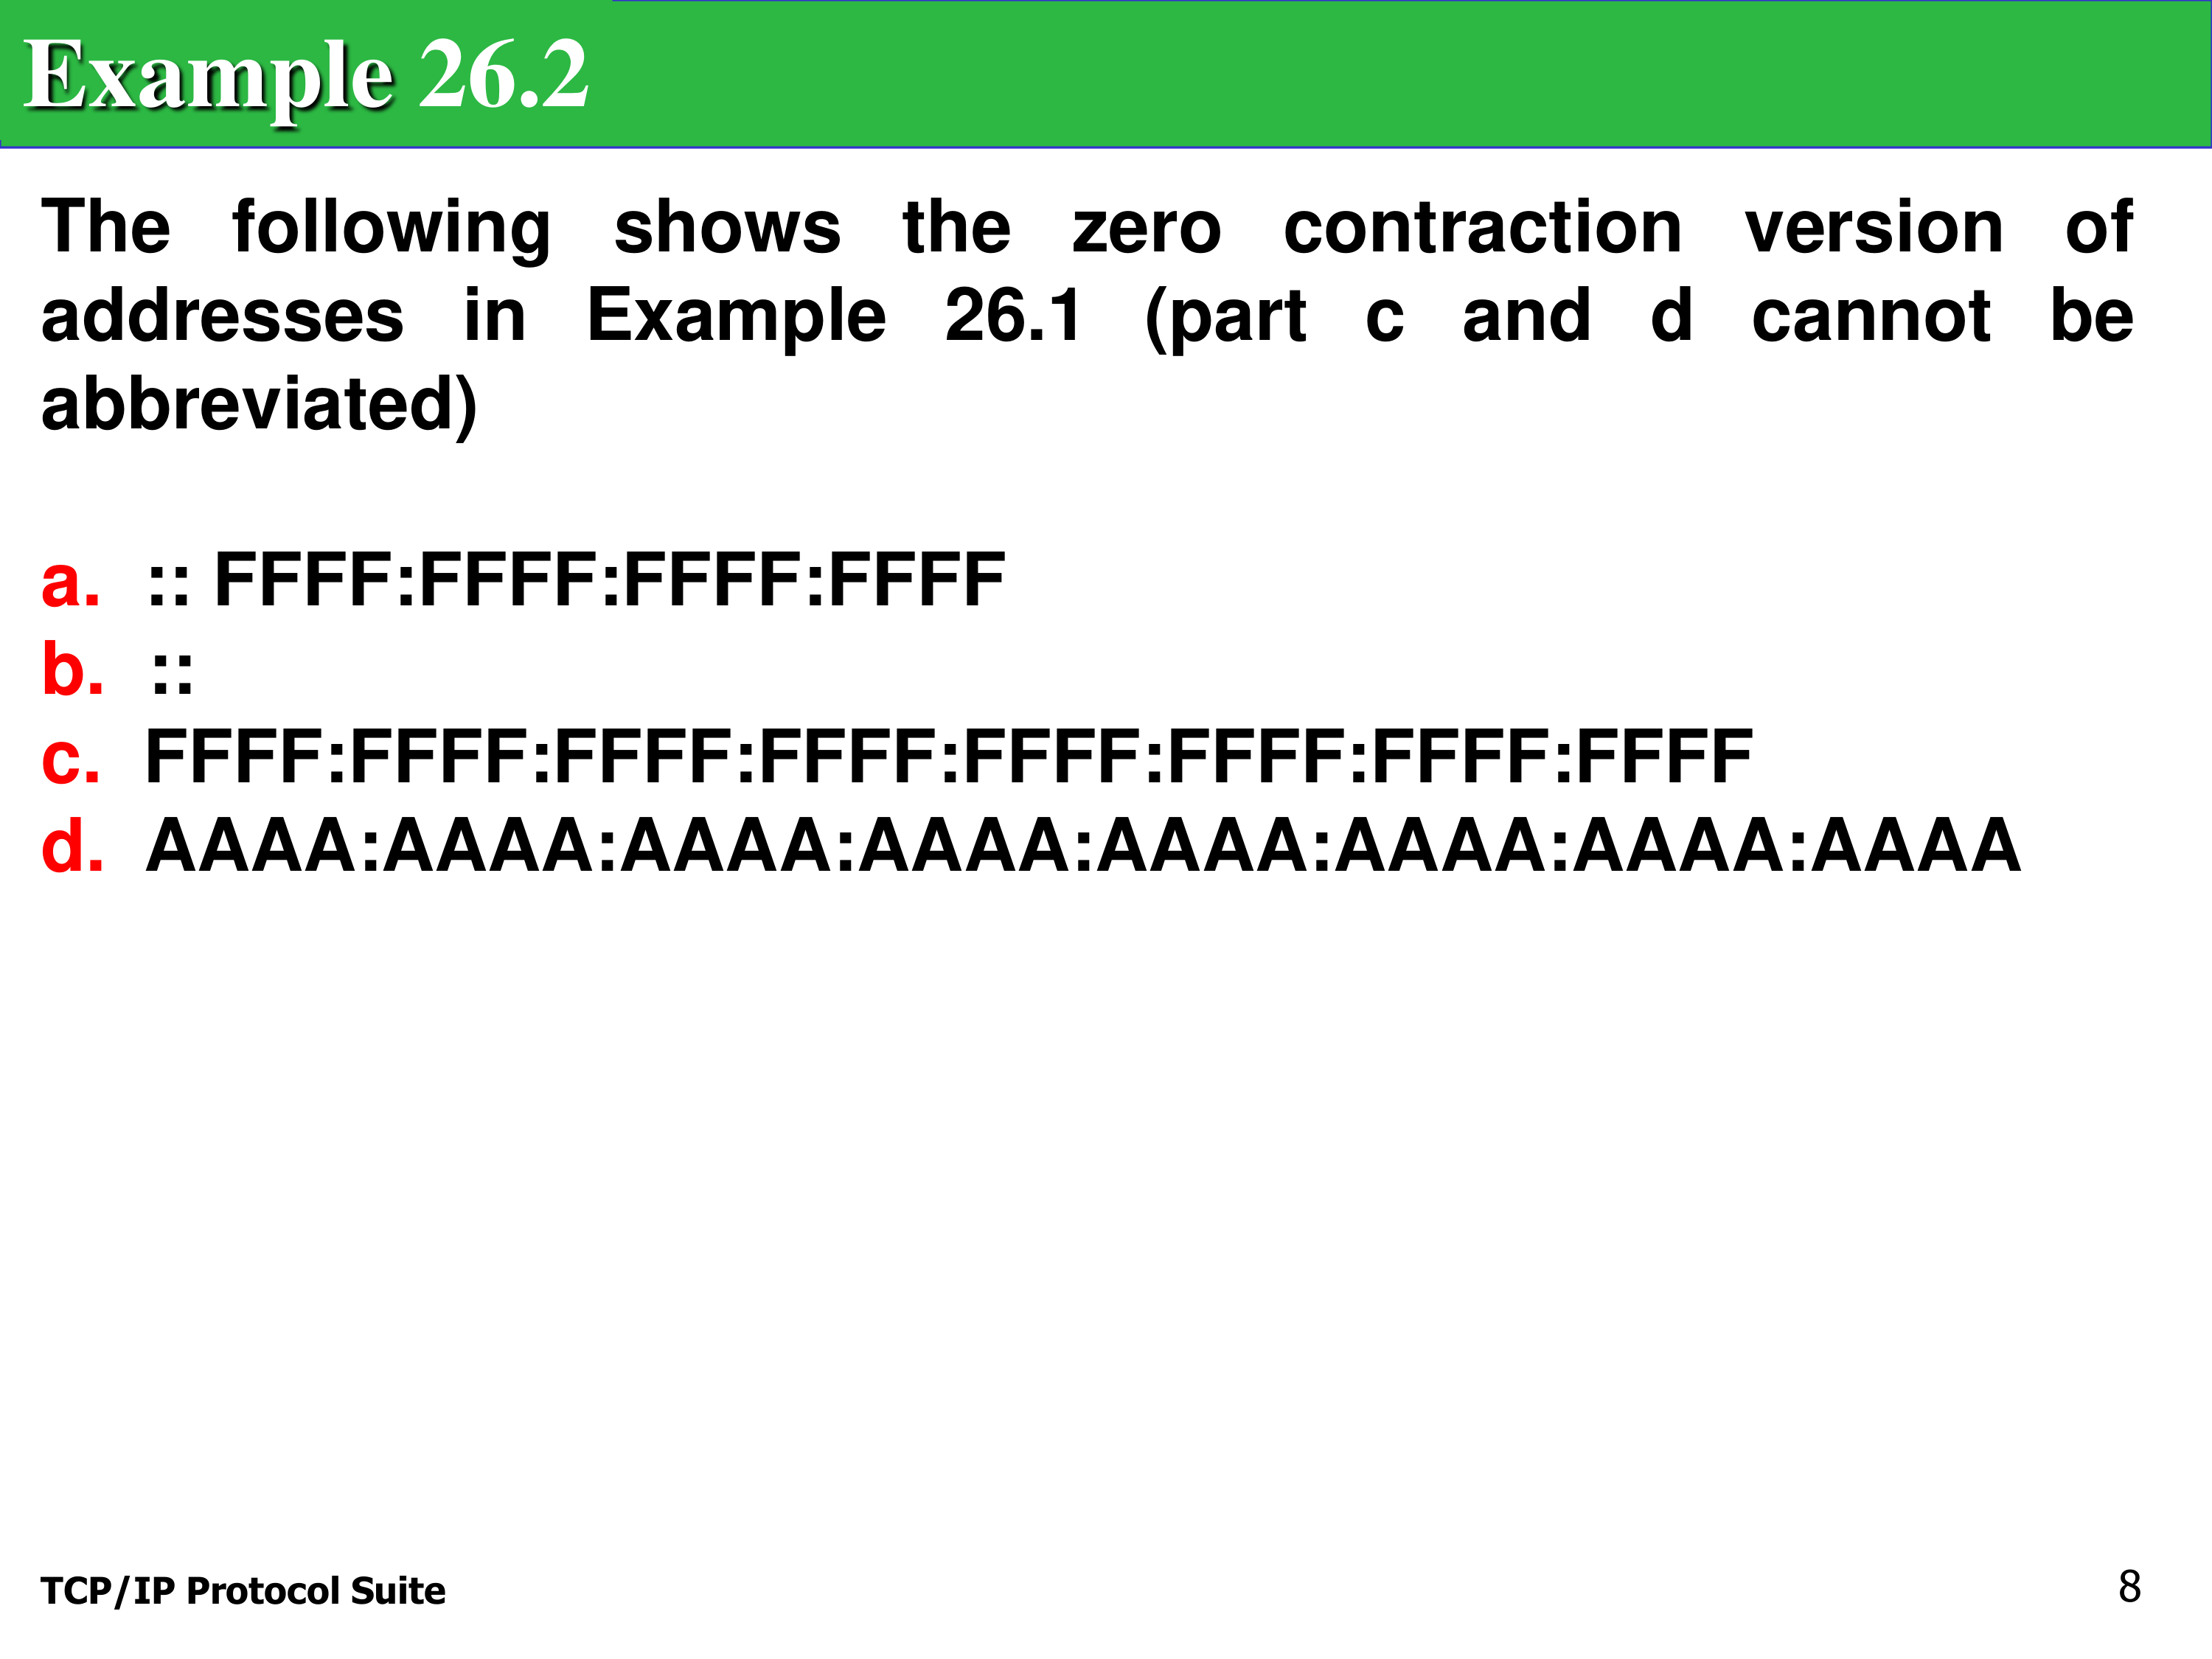 Example 26.2
The following shows the zero contraction version of
addresses in Example 26.1 (part c and d cannot be
abbreviated)
a. :: FFFF:FFFF:FFFF:FFFF
b. ::
c. FFFF:FFFF:FFFF:FFFF:FFFF:FFFF:FFFF:FFFF
d. AAAA:AAAA:AAAA:AAAA:AAAA:AAAA:AAAA:AAAA
TCP/IP Protocol Suite
8